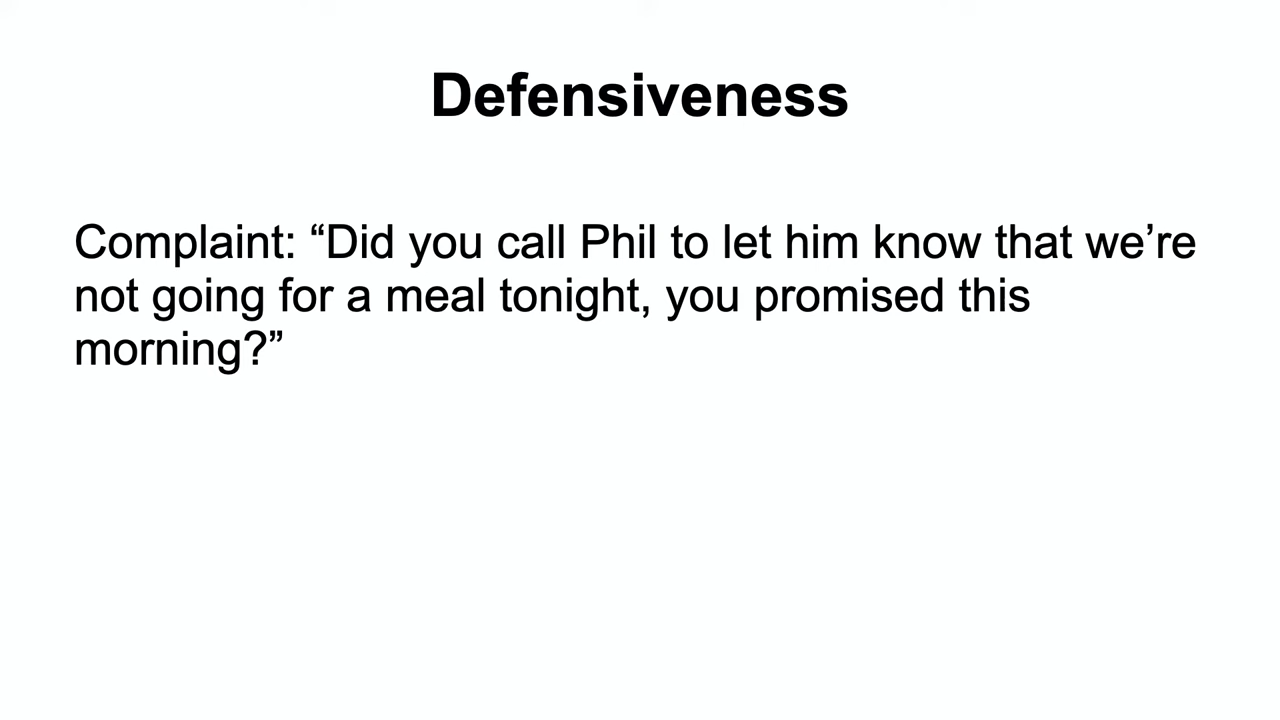 Defensiveness
Complaint: “Did you call Phil to let him know that we’re
not going for a meal tonight, you promised this
morning?”